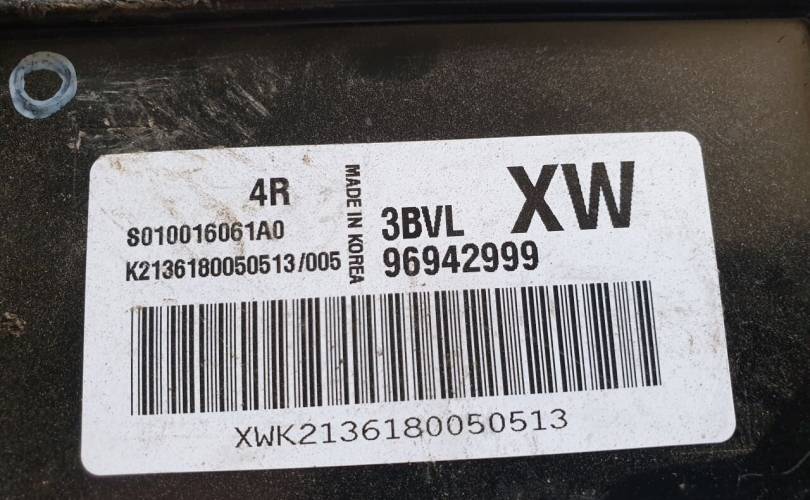 4R
S010016061A0
K2136180050513/005
MADE IN KOREA
3BVL
XW
96942999
XWK2136180050513